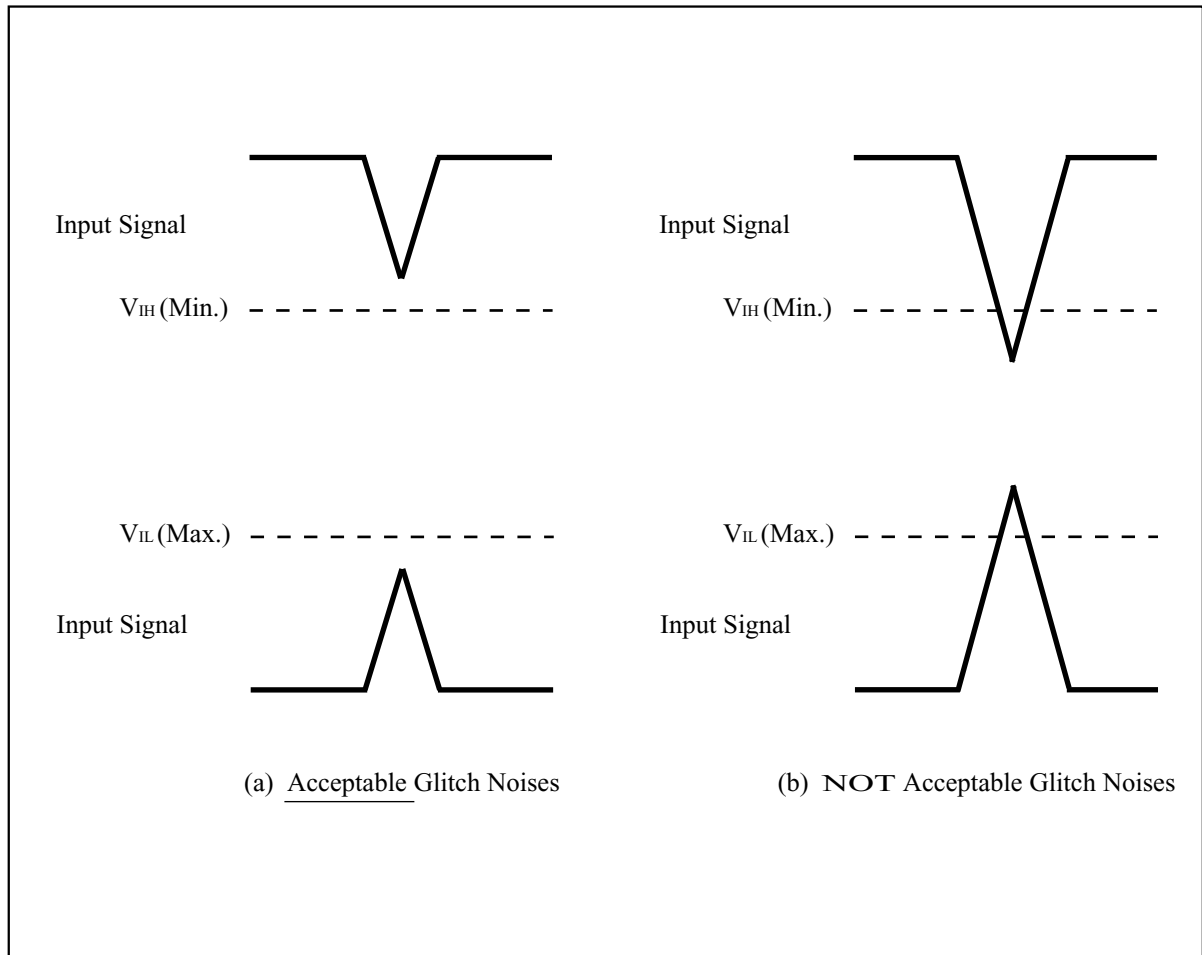 Input Signal
Input Signal
VIH (Min.)
VIH (Min.)
VIL (Max.)
VIL (Max.)
Input Signal
Input Signal
(a) Acceptable Glitch Noises
(b) NOT Acceptable Glitch Noises